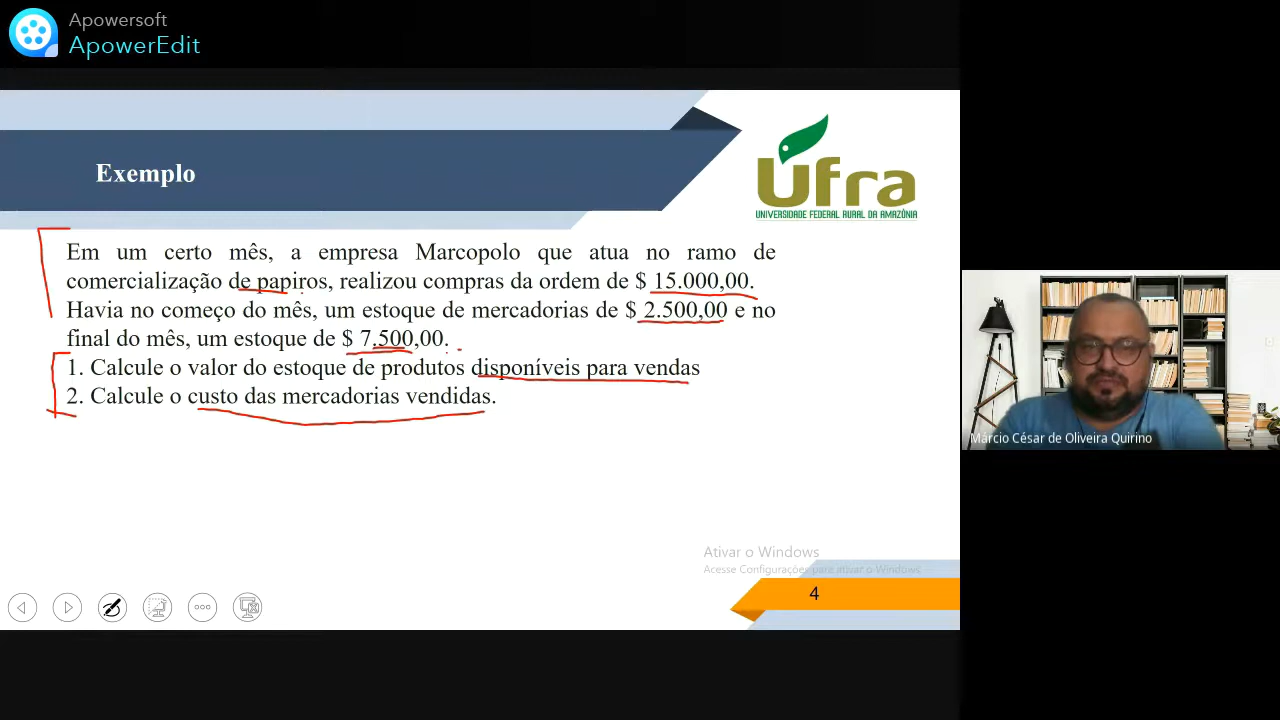 Apowersoft
ApowerEdit
Exemplo
Ufra
UNIVERSIDADE FEDERAL RURAL DA AMAZÔNIA
Em um certo mês, a empresa Marcopolo que atua no ramo de
comercialização de papiros, realizou compras da ordem de $ 15.000,00.
Havia no começo do mês, um estoque de mercadorias de $ 2.500,00 e no
final do mês, um estoque de $ 7.500,00.
1. Calcule o valor do estoque de produtos disponíveis para vendas
2. Calcule o custo das mercadorias vendidas.
Márcio César de Oliveira Quirino
Ativar o Windows
Acesse Configurações para ativar o Windows.
4